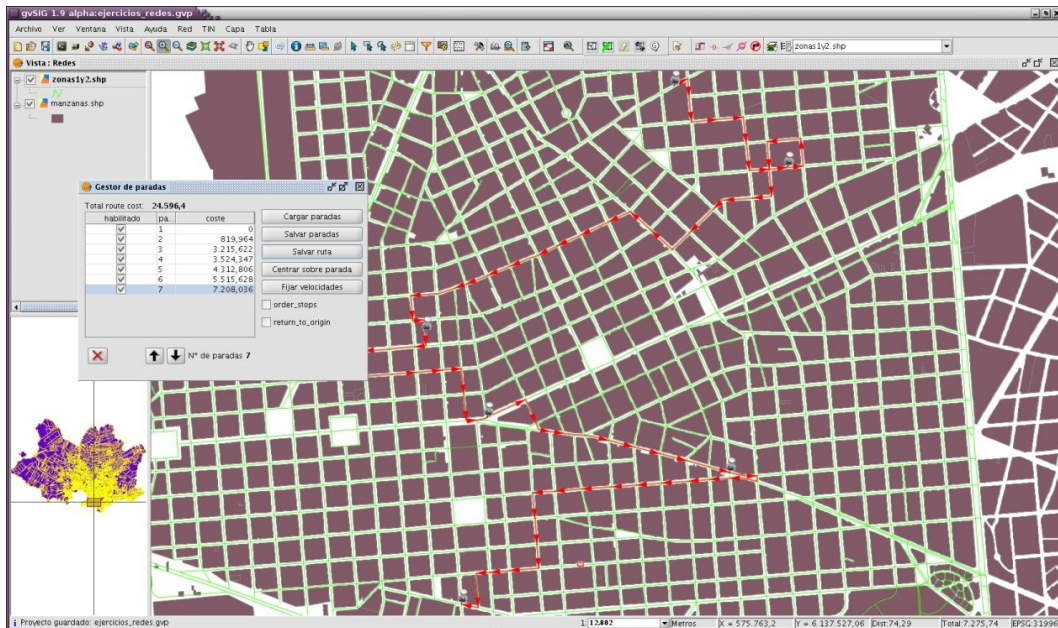 gvSIG 1.9 alpha:ejercicios_redes.gvp
Archivo Ver Ventana Vista Ayuda Red TIN Capa Tabla
zonas1y2.shp
Vista : Redes
zonas1y2.shp
manzanas.shp
Gestor de paradas
Total route cost: 24.596,4
habilitado pa... coste
1 0
2 819,964
3 3.215,622
4 3.524,347
5 4.312,806
6 5.515,628
7 7.208,036
Cargar paradas
Salvar paradas
Salvar ruta
Centrar sobre parada
Fijar velocidades
order_stops
return_to_origin
Nº de paradas 7
Proyecto guardado: ejercicios_redes.gvp 1: 12.802 Metros X = 575.763,2 Y = 6.137.527,06 Dist:74,29 Total:7.275,74 EPSG:31996